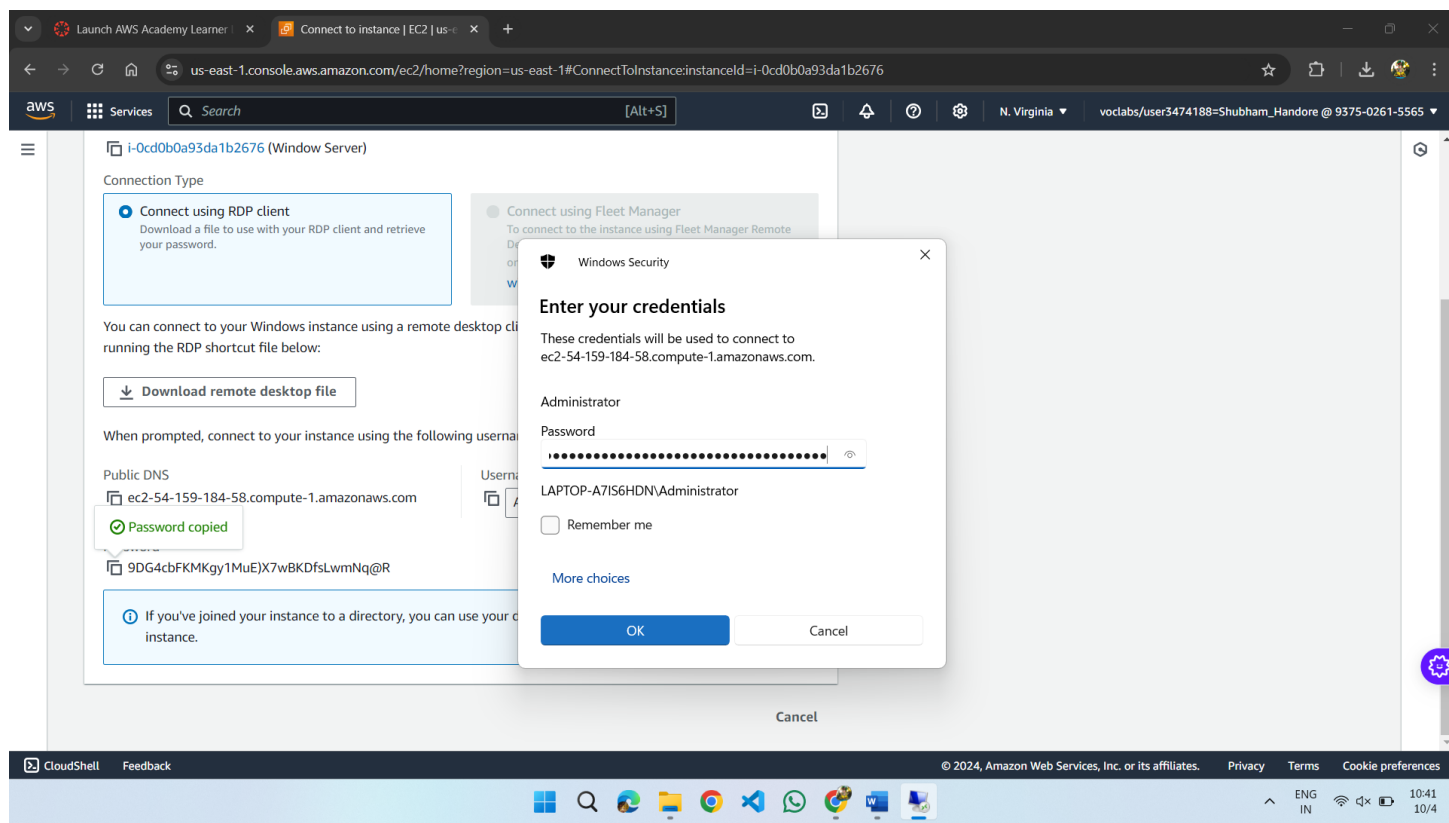 Launch AWS Academy Learner
Connect to instance | EC2 | us-e
us-east-1.console.aws.amazon.com/ec2/home?region=us-east-1#ConnectToInstance:instanceId=i-0cd0b0a93da1b2676
aws
Services
Search
[Alt+S]
N. Virginia
voclabs/user3474188=Shubham_Handore @ 9375-0261-5565
i-0cd0b0a93da1b2676 (Window Server)
Connection Type
Connect using RDP client
Download a file to use with your RDP client and retrieve
your password.
Connect using Fleet Manager
To connect to the instance using Fleet Manager Remote
You can connect to your Windows instance using a remote desktop cli
running the RDP shortcut file below:
Download remote desktop file
When prompted, connect to your instance using the following userna
Public DNS
ec2-54-159-184-58.compute-1.amazonaws.com
Userna
Password copied
9DG4cbFKMKgy1MuE)X7wBKDfsLwmNq@R
If you've joined your instance to a directory, you can use your d
instance.
Cancel
Windows Security
Enter your credentials
These credentials will be used to connect to
ec2-54-159-184-58.compute-1.amazonaws.com.
Administrator
Password
LAPTOP-A7IS6HDN\Administrator
Remember me
More choices
OK
Cancel
CloudShell
Feedback
© 2024, Amazon Web Services, Inc. or its affiliates.
Privacy
Terms
Cookie preferences
ENG
IN
10:41
10/4